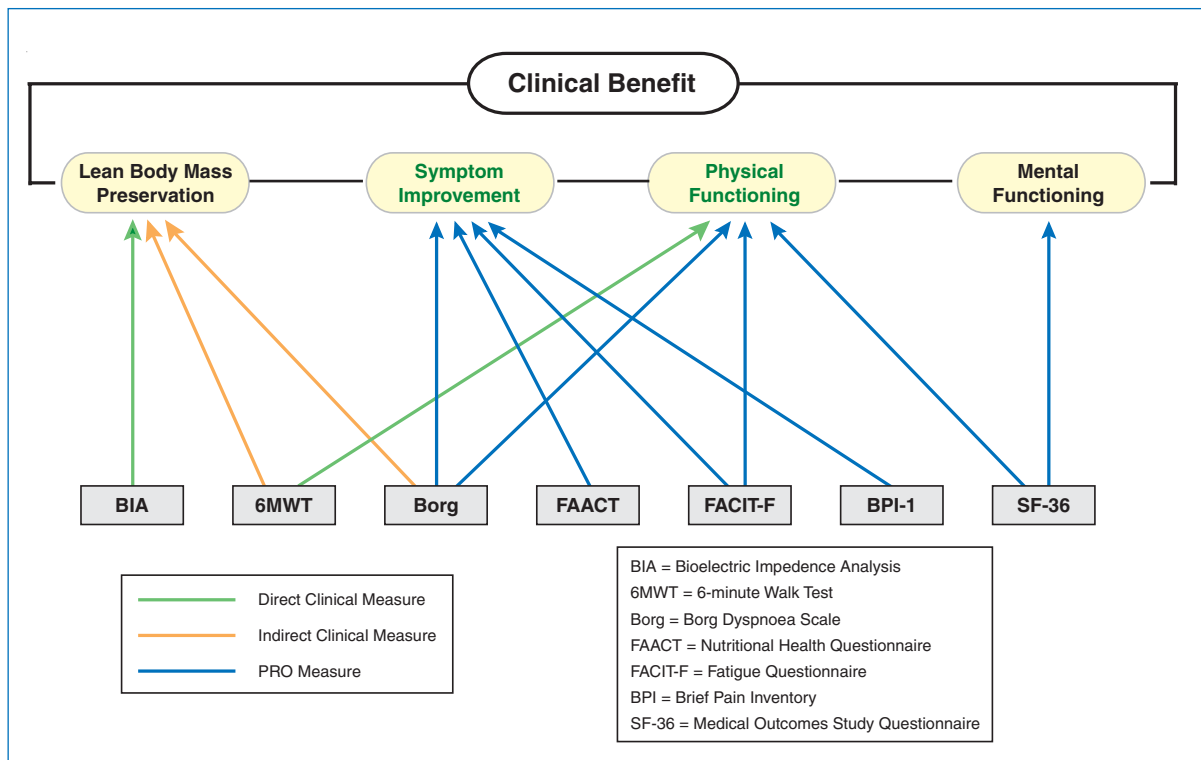 Clinical Benefit
Lean Body Mass
Preservation
Symptom
Improvement
Physical
Functioning
Mental
Functioning
BIA
6MWT
Borg
FAACT
FACIT-F
BPI-1
SF-36
Direct Clinical Measure
Indirect Clinical Measure
PRO Measure
BIA = Bioelectric Impedence Analysis
6MWT = 6-minute Walk Test
Borg = Borg Dyspnoea Scale
FAACT = Nutritional Health Questionnaire
FACIT-F = Fatigue Questionnaire
BPI = Brief Pain Inventory
SF-36 = Medical Outcomes Study Questionnaire